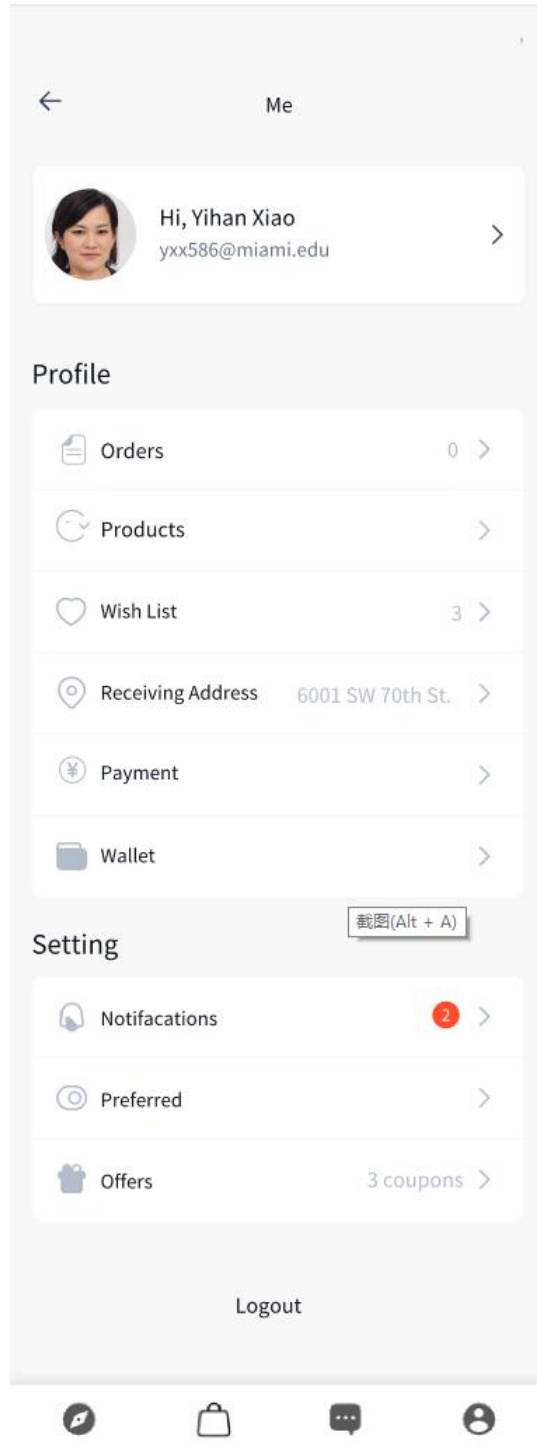 Me
Hi, Yihan Xiao
yxx586@miami.edu
Profile
Orders 0
Products
Wish List 3
Receiving Address 6001 SW 70th St.
Payment
Wallet
截图(Alt + A)
Setting
Notifacations 2
Preferred
Offers 3 coupons
Logout